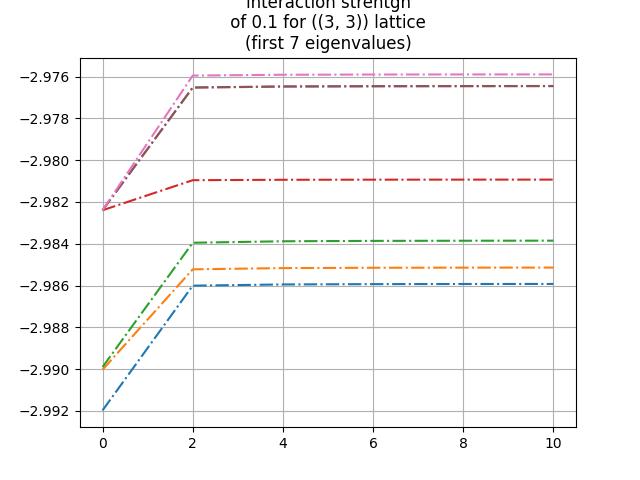 interaction strentgh
of 0.1 for ((3, 3)) lattice
(first 7 eigenvalues)
−2.976
−2.978
−2.980
−2.982
−2.984
−2.986
−2.988
−2.990
−2.992
0 2 4 6 8 10